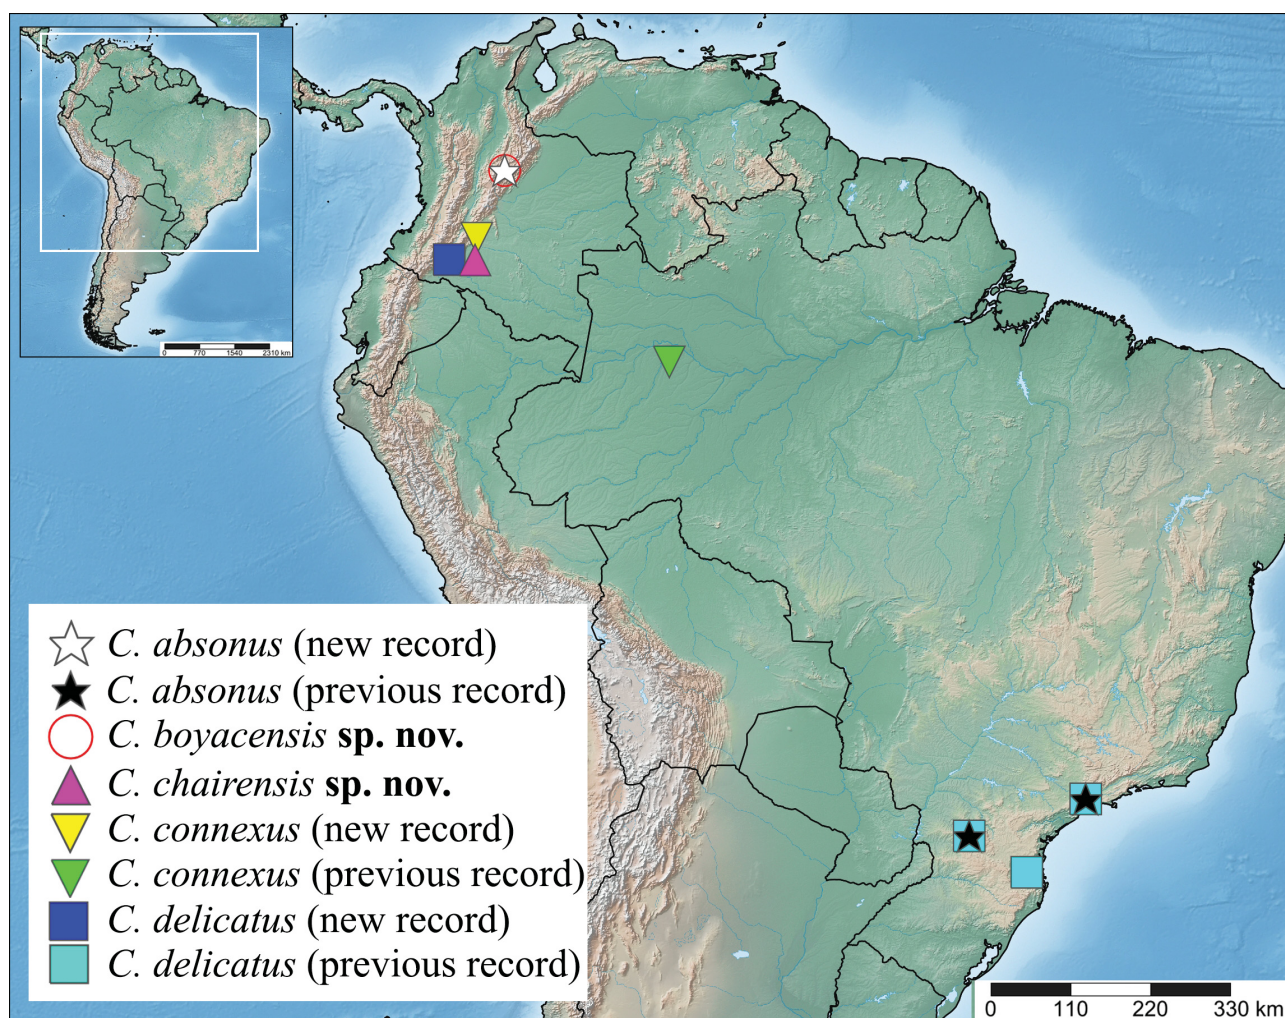 0 770 1540 2310 km
C. absonus (new record)
C. absonus (previous record)
C. boyacensis sp. nov.
C. chairensis sp. nov.
C. connexus (new record)
C. connexus (previous record)
C. delicatus (new record)
C. delicatus (previous record)
0 110 220 330 km